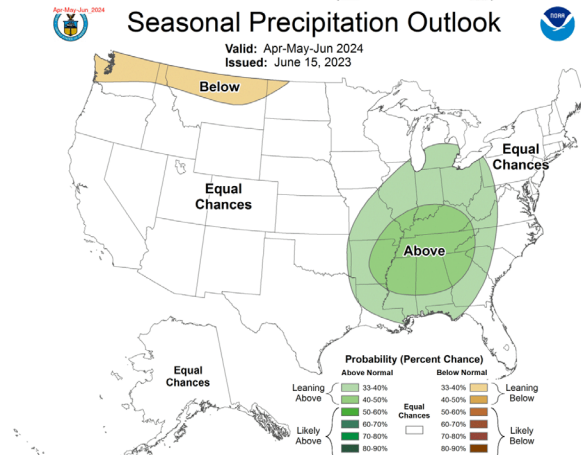 Apr-May-Jun_2024
Seasonal Precipitation Outlook
NOAA
Valid: Apr-May-Jun 2024
Issued: June 15, 2023
Below
Equal
Chances
Equal
Chances
Above
Equal
Chances
Probability (Percent Chance)
Above Normal
Below Normal
Leaning
Above
33-40%
40-50%
Likely
Above
50-60%
60-70%
70-80%
80-90%
Equal
Chances
33-40%
40-50%
Leaning
Below
50-60%
60-70%
70-80%
80-90%
Likely
Below